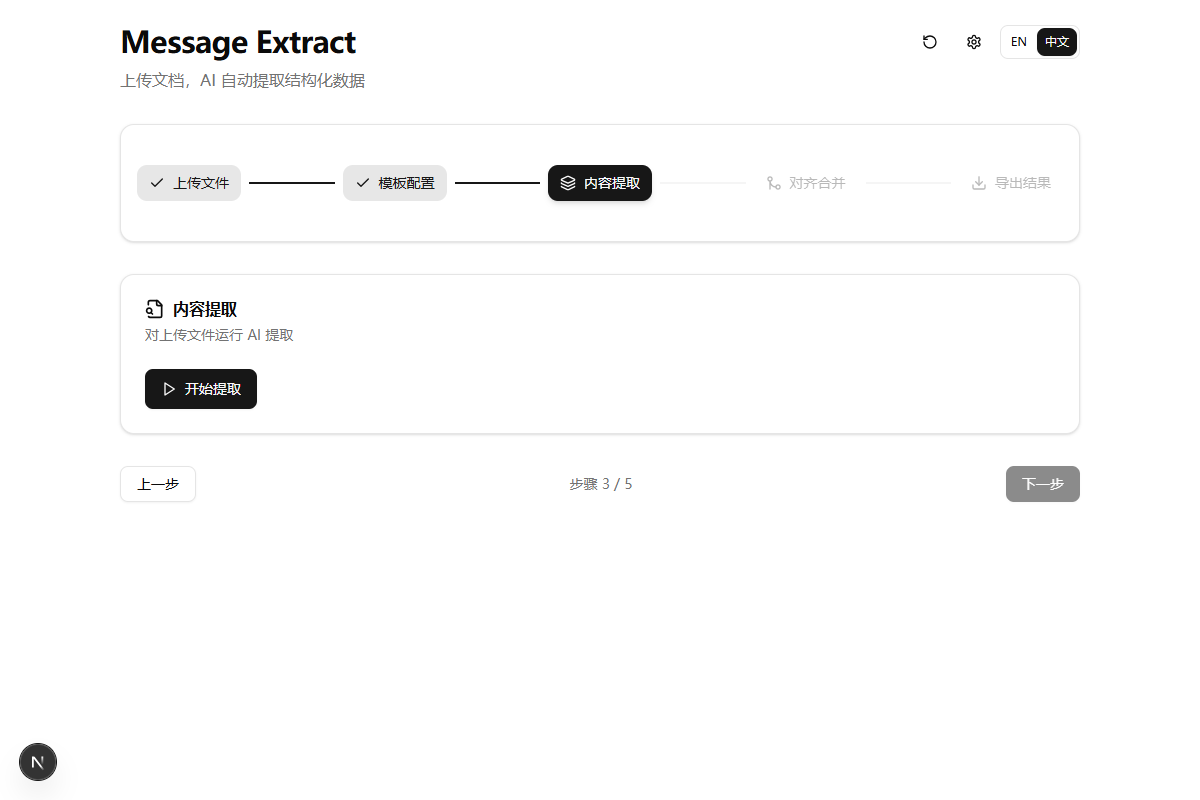 Message Extract
EN 中文
上传文档，AI 自动提取结构化数据
上传文件 模板配置 内容提取 对齐合并 导出结果
内容提取
对上传文件运行 AI 提取
开始提取
上一步 步骤 3 / 5 下一步
N